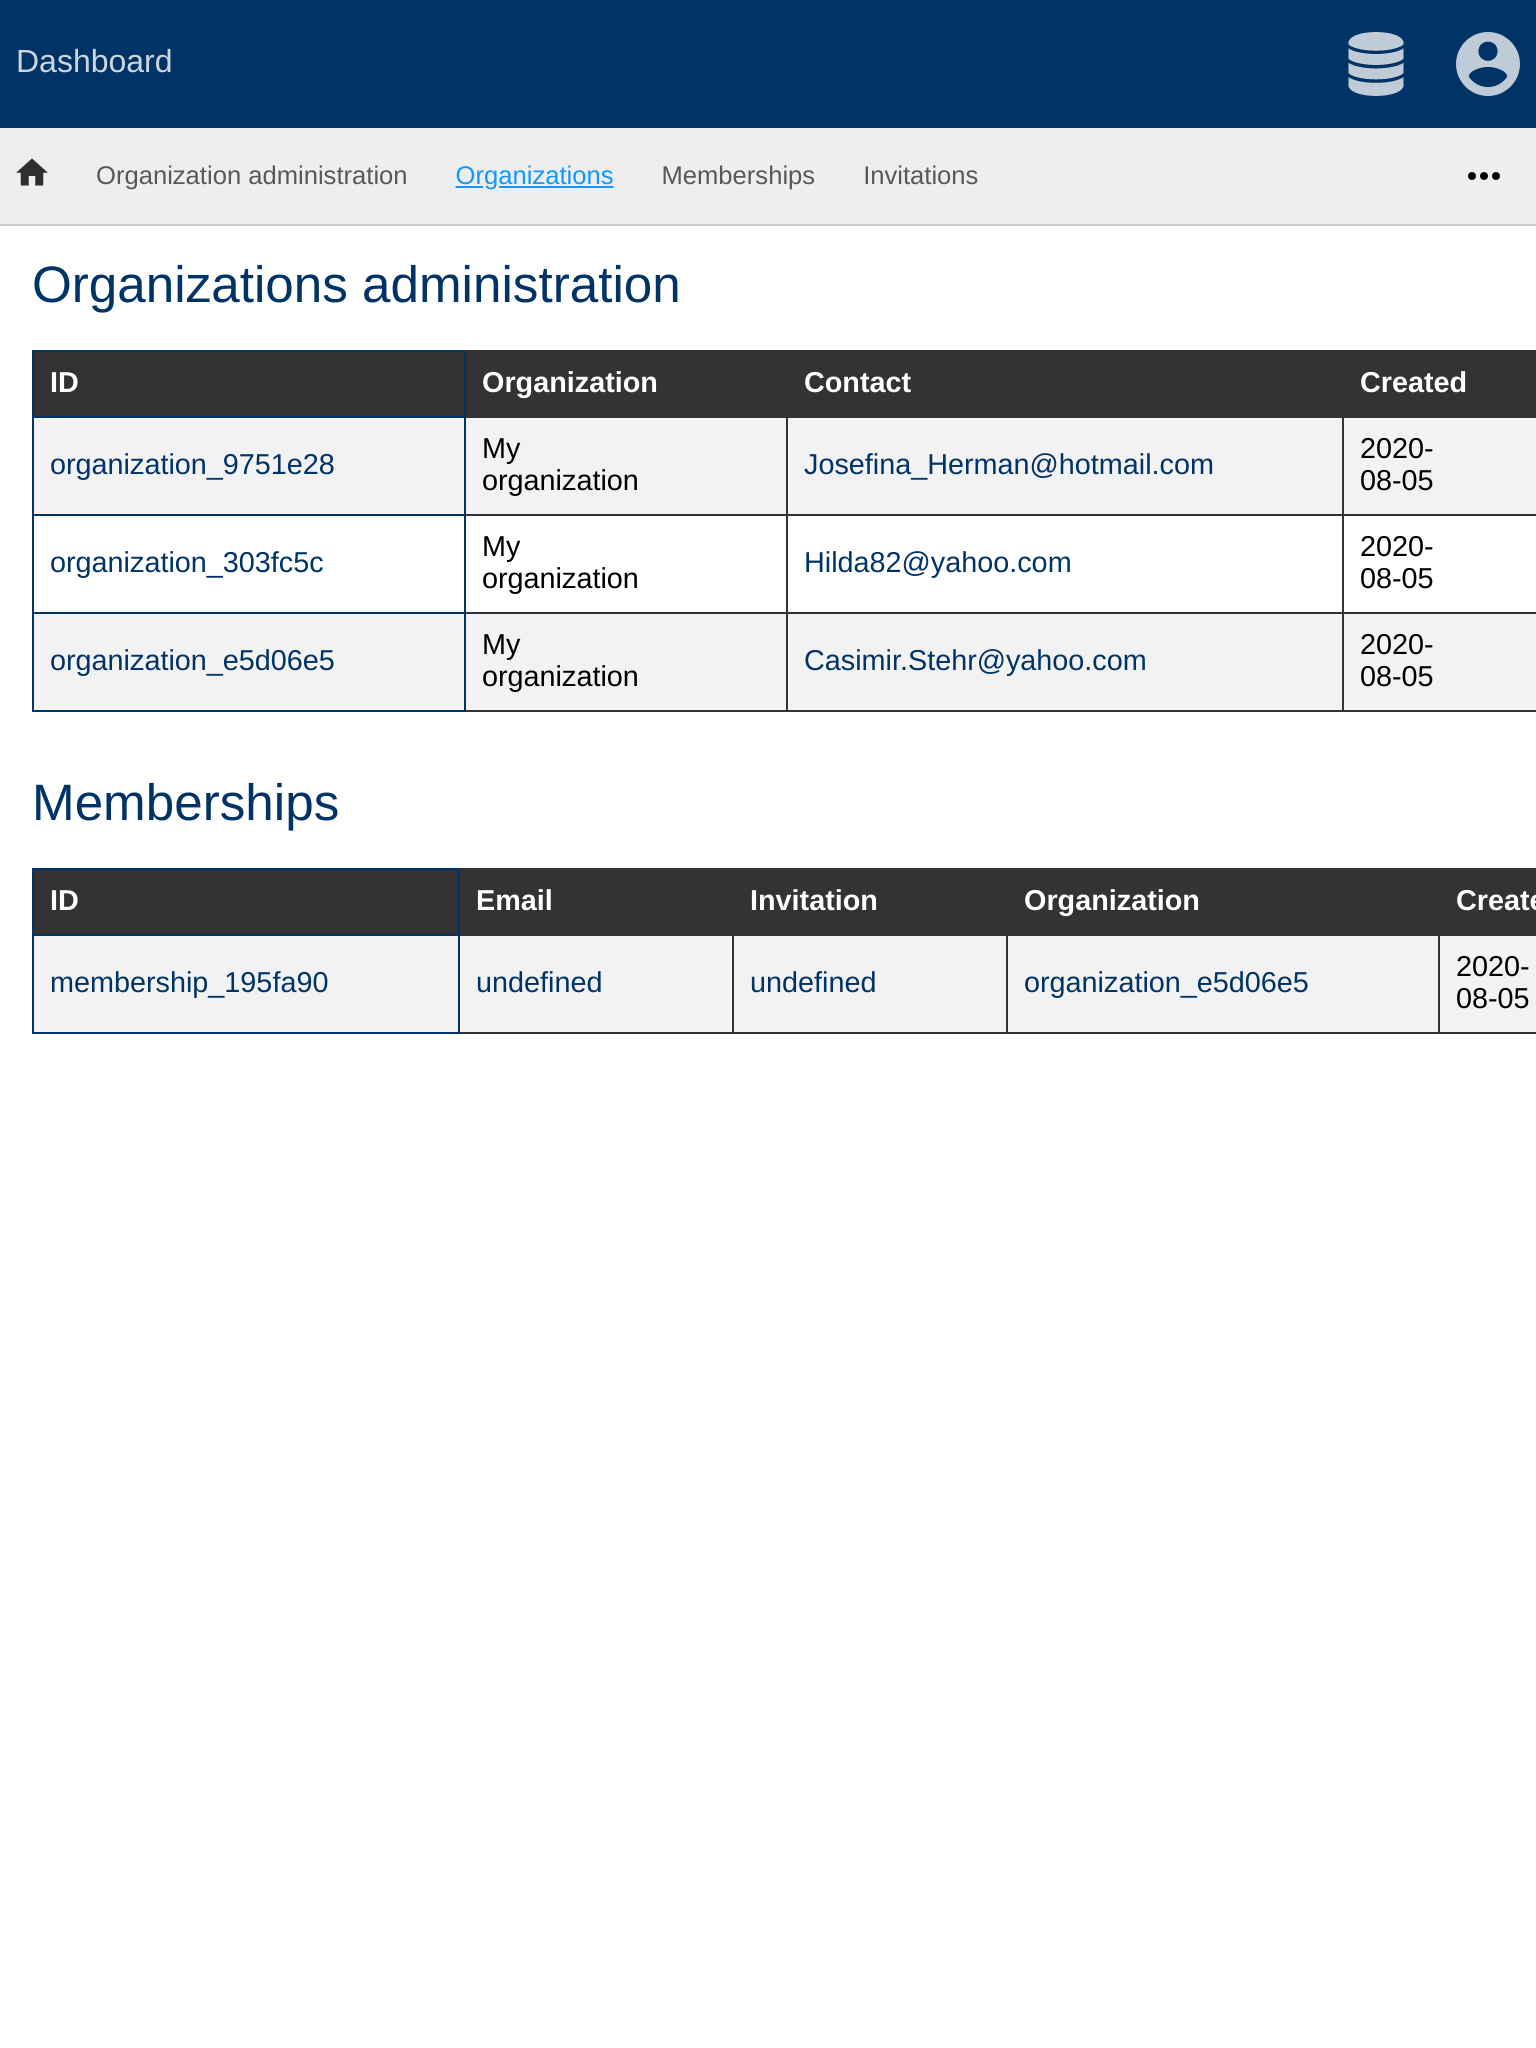 Dashboard
Organization administration Organizations Memberships Invitations
Organizations administration
ID Organization Contact Created
organization_9751e28 My organization Josefina_Herman@hotmail.com 2020-08-05
organization_303fc5c My organization Hilda82@yahoo.com 2020-08-05
organization_e5d06e5 My organization Casimir.Stehr@yahoo.com 2020-08-05
Memberships
ID Email Invitation Organization Create
membership_195fa90 undefined undefined organization_e5d06e5 2020-08-05